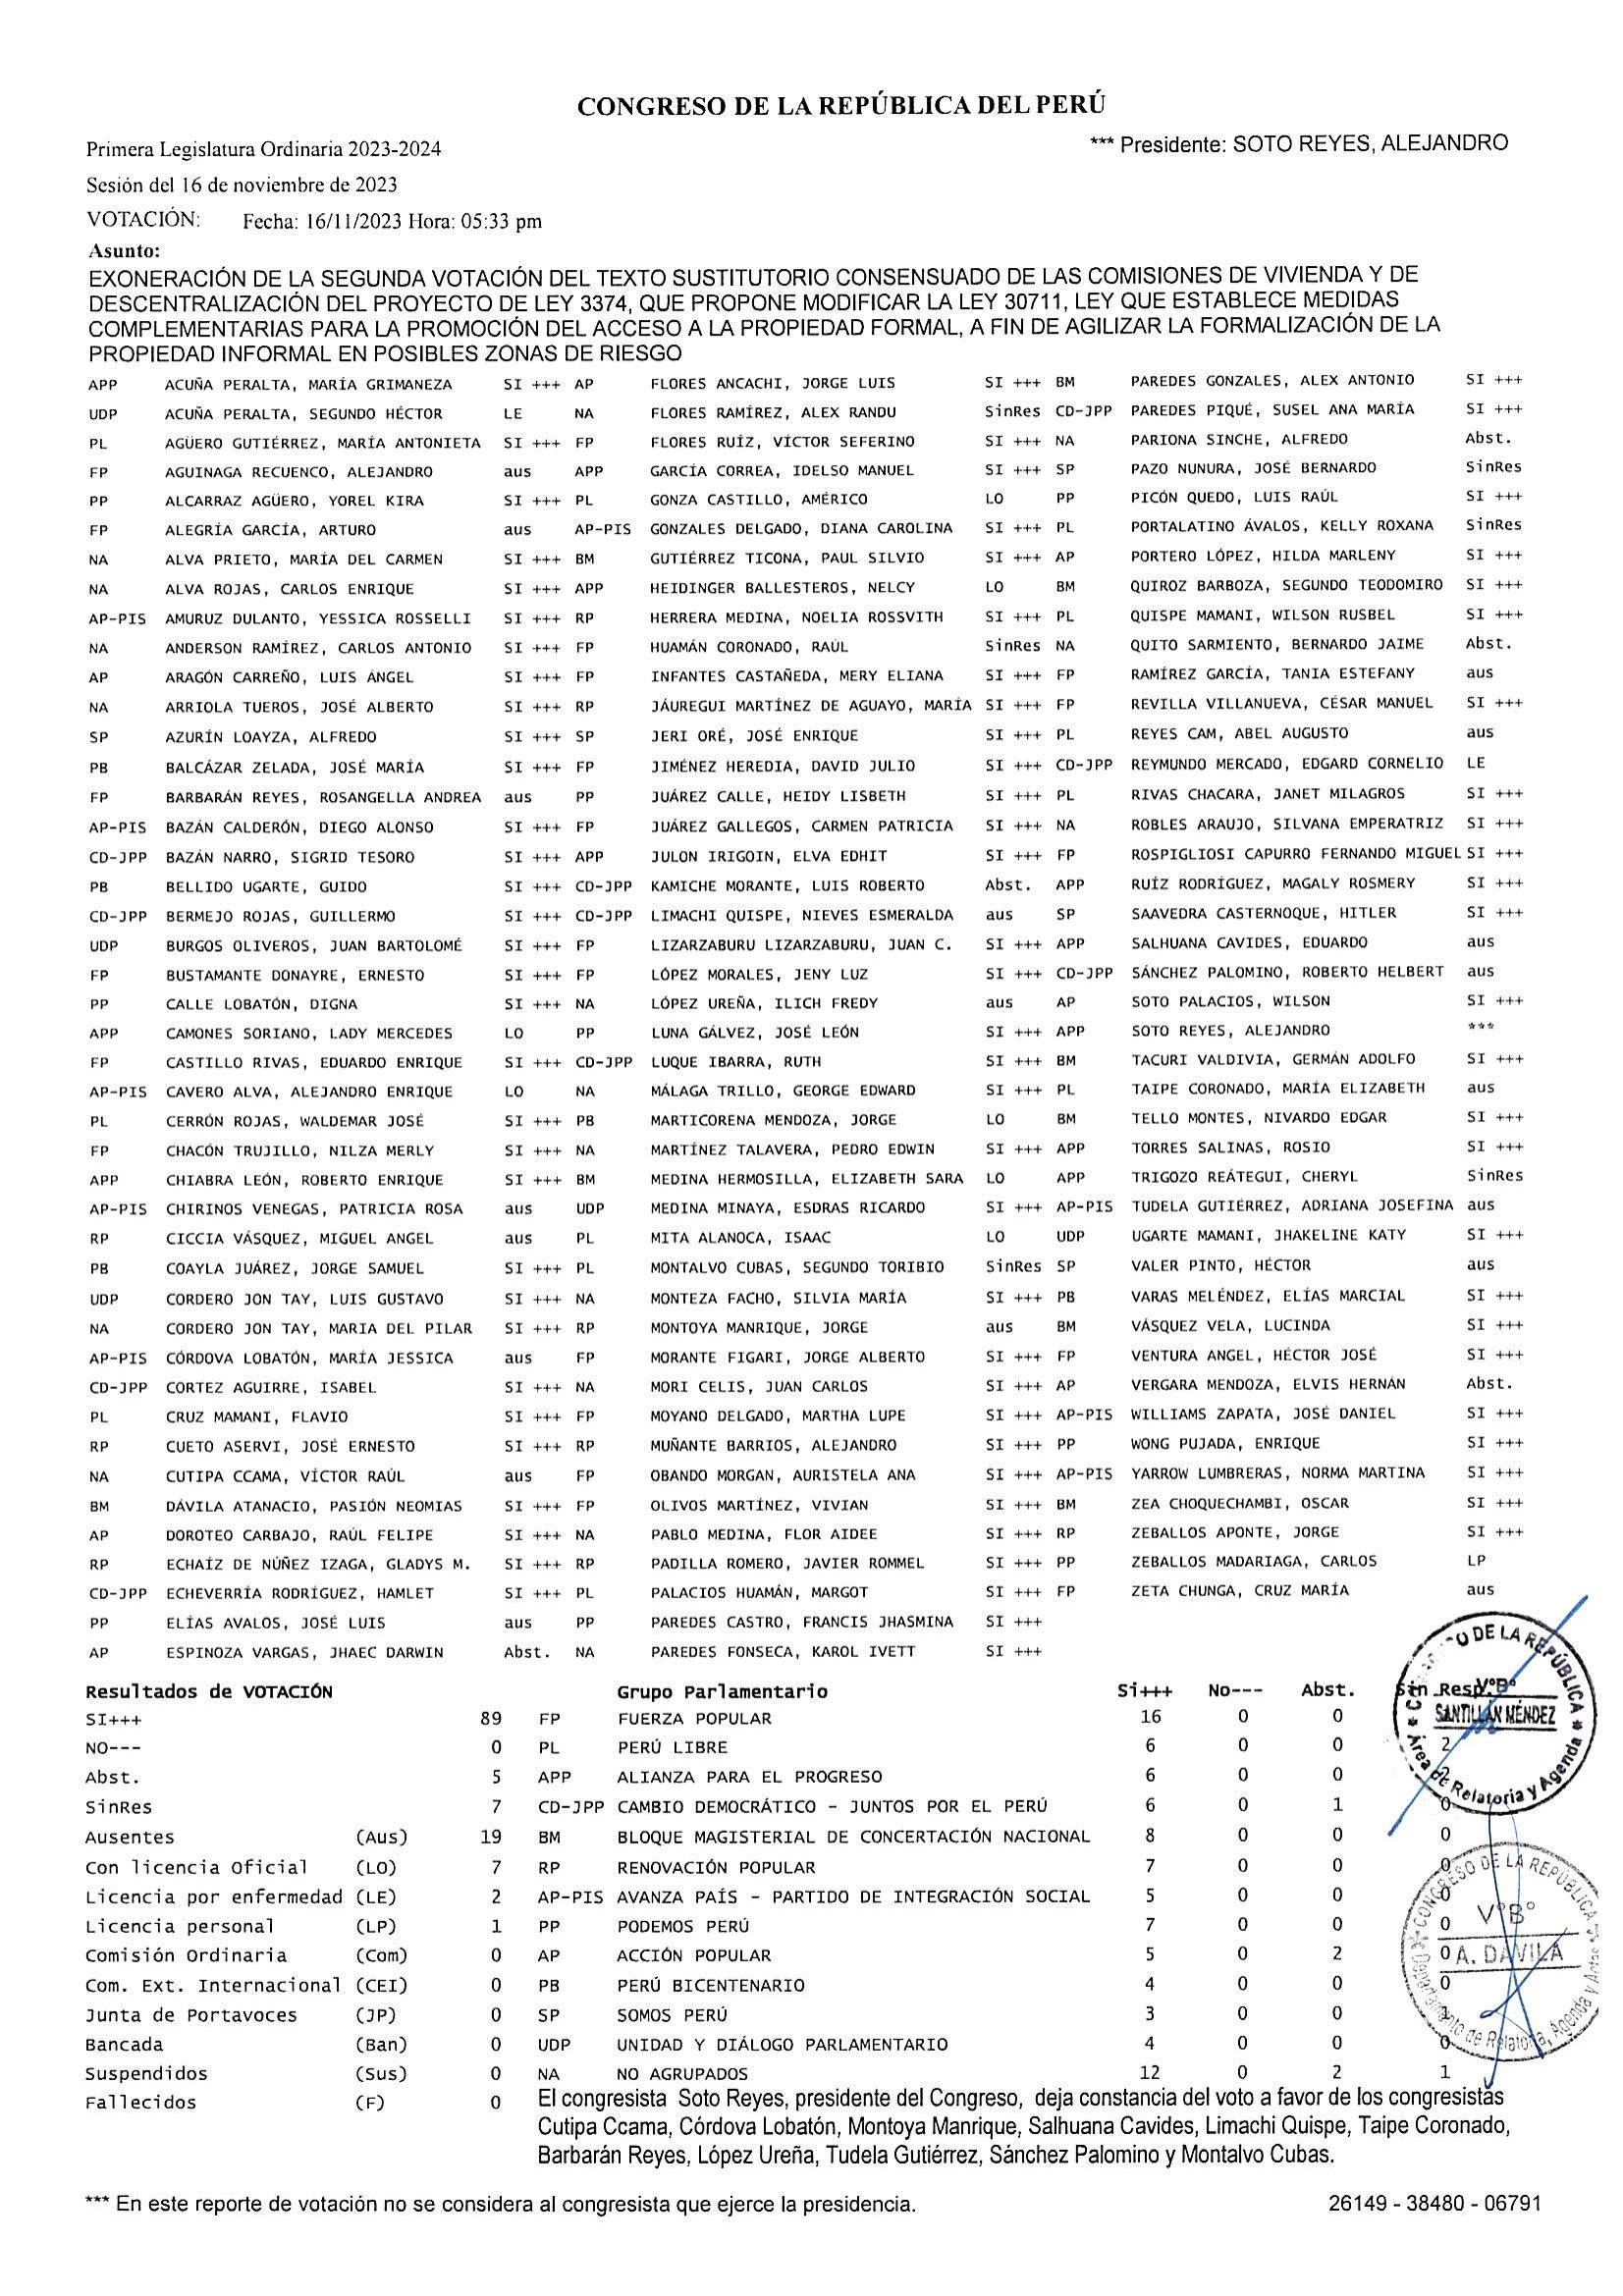 CONGRESO DE LA REPÚBLICA DEL PERÚ
Primera Legislatura Ordinaria 2023-2024 *** Presidente: SOTO REYES, ALEJANDRO
Sesión del 16 de noviembre de 2023
VOTACIÓN: Fecha: 16/11/2023 Hora: 05:33 pm
Asunto:
EXONERACIÓN DE LA SEGUNDA VOTACIÓN DEL TEXTO SUSTITUTORIO CONSENSUADO DE LAS COMISIONES DE VIVIENDA Y DE
DESCENTRALIZACIÓN DEL PROYECTO DE LEY 3374, QUE PROPONE MODIFICAR LA LEY 30711, LEY QUE ESTABLECE MEDIDAS
COMPLEMENTARIAS PARA LA PROMOCIÓN DEL ACCESO A LA PROPIEDAD FORMAL, A FIN DE AGILIZAR LA FORMALIZACIÓN DE LA
PROPIEDAD INFORMAL EN POSIBLES ZONAS DE RIESGO
APP ACUÑA PERALTA, MARÍA GRIMANEZA SI +++ AP FLORES ANCACHI, JORGE LUIS SI +++ BM PAREDES GONZALES, ALEX ANTONIO SI +++
UDP ACUÑA PERALTA, SEGUNDO HÉCTOR LE NA FLORES RAMÍREZ, ALEX RANDU SinRes CD-JPP PAREDES PIQUÉ, SUSEL ANA MARÍA SI +++
PL AGÜERO GUTIÉRREZ, MARÍA ANTONIETA SI +++ FP FLORES RUÍZ, VÍCTOR SEFERINO SI +++ NA PARIONA SINCHE, ALFREDO Abst.
FP AGUINAGA RECUENCO, ALEJANDRO aus APP GARCÍA CORREA, IDELSO MANUEL SI +++ SP PAZO NUNURA, JOSÉ BERNARDO SinRes
PP ALCARRAZ AGÜERO, YOREL KIRA SI +++ PL GONZA CASTILLO, AMÉRICO LO PP PICÓN QUEDO, LUIS RAÚL SI +++
FP ALEGRÍA GARCÍA, ARTURO aus AP-PIS GONZALES DELGADO, DIANA CAROLINA SI +++ PL PORTALATINO ÁVALOS, KELLY ROXANA SinRes
NA ALVA PRIETO, MARÍA DEL CARMEN SI +++ BM GUTIÉRREZ TICONA, PAUL SILVIO SI +++ AP PORTERO LÓPEZ, HILDA MARLENY SI +++
NA ALVA ROJAS, CARLOS ENRIQUE SI +++ APP HEIDINGER BALLESTEROS, NELCY LO BM QUIROZ BARBOZA, SEGUNDO TEODOMIRO SI +++
AP-PIS AMURUZ DULANTO, YESSICA ROSSELLI SI +++ RP HERRERA MEDINA, NOELIA ROSSVITH SI +++ PL QUISPE MAMANI, WILSON RUSBEL SI +++
NA ANDERSON RAMÍREZ, CARLOS ANTONIO SI +++ FP HUAMÁN CORONADO, RAÚL SinRes NA QUITO SARMIENTO, BERNARDO JAIME Abst.
AP ARAGÓN CARREÑO, LUIS ÁNGEL SI +++ FP INFANTES CASTAÑEDA, MERY ELIANA SI +++ FP RAMÍREZ GARCÍA, TANIA ESTEFANY aus
NA ARRIOLA TUEROS, JOSÉ ALBERTO SI +++ RP JÁUREGUI MARTÍNEZ DE AGUAYO, MARÍA SI +++ FP REVILLA VILLANUEVA, CÉSAR MANUEL SI +++
SP AZURÍN LOAYZA, ALFREDO SI +++ SP JERI ORÉ, JOSÉ ENRIQUE SI +++ PL REYES CAM, ABEL AUGUSTO aus
PB BALCÁZAR ZELADA, JOSÉ MARÍA SI +++ FP JIMÉNEZ HEREDIA, DAVID JULIO SI +++ CD-JPP REYMUNDO MERCADO, EDGARD CORNELIO LE
FP BARBARÁN REYES, ROSANGELLA ANDREA aus PP JUÁREZ CALLE, HEIDY LISBETH SI +++ PL RIVAS CHACARA, JANET MILAGROS SI +++
AP-PIS BAZÁN CALDERÓN, DIEGO ALONSO SI +++ FP JUÁREZ GALLEGOS, CARMEN PATRICIA SI +++ NA ROBLES ARAUJO, SILVANA EMPERATRIZ SI +++
CD-JPP BAZÁN NARRO, SIGRID TESORO SI +++ APP JULON IRIGOIN, ELVA EDHIT SI +++ FP ROSPIGLIOSI CAPURRO FERNANDO MIGUEL SI +++
PB BELLIDO UGARTE, GUIDO SI +++ CD-JPP KAMICHE MORANTE, LUIS ROBERTO Abst. APP RUÍZ RODRÍGUEZ, MAGALY ROSMERY SI +++
CD-JPP BERMEJO ROJAS, GUILLERMO SI +++ CD-JPP LIMACHI QUISPE, NIEVES ESMERALDA aus SP SAAVEDRA CASTERNOQUE, HITLER SI +++
UDP BURGOS OLIVEROS, JUAN BARTOLOMÉ SI +++ FP LIZARZABURU LIZARZABURU, JUAN C. SI +++ APP SALHUANA CAVIDES, EDUARDO aus
FP BUSTAMANTE DONAYRE, ERNESTO SI +++ FP LÓPEZ MORALES, JENY LUZ SI +++ CD-JPP SÁNCHEZ PALOMINO, ROBERTO HELBERT aus
PP CALLE LOBATÓN, DIGNA SI +++ NA LÓPEZ UREÑA, ILICH FREDY aus AP SOTO PALACIOS, WILSON SI +++
APP CAMONES SORIANO, LADY MERCEDES LO PP LUNA GÁLVEZ, JOSÉ LEÓN SI +++ APP SOTO REYES, ALEJANDRO ***
FP CASTILLO RIVAS, EDUARDO ENRIQUE SI +++ CD-JPP LUQUE IBARRA, RUTH SI +++ BM TACURI VALDIVIA, GERMÁN ADOLFO SI +++
AP-PIS CAVERO ALVA, ALEJANDRO ENRIQUE LO NA MÁLAGA TRILLO, GEORGE EDWARD SI +++ PL TAIPE CORONADO, MARÍA ELIZABETH aus
PL CERRÓN ROJAS, WALDEMAR JOSÉ SI +++ PB MARTICORENA MENDOZA, JORGE LO BM TELLO MONTES, NIVARDO EDGAR SI +++
FP CHACÓN TRUJILLO, NILZA MERLY SI +++ NA MARTÍNEZ TALAVERA, PEDRO EDWIN SI +++ APP TORRES SALINAS, ROSIO SI +++
APP CHIABRA LEÓN, ROBERTO ENRIQUE SI +++ BM MEDINA HERMOSILLA, ELIZABETH SARA LO APP TRIGOZO REÁTEGUI, CHERYL SinRes
AP-PIS CHIRINOS VENEGAS, PATRICIA ROSA aus UDP MEDINA MINAYA, ESDRAS RICARDO SI +++ AP-PIS TUDELA GUTIÉRREZ, ADRIANA JOSEFINA aus
RP CICCIA VÁSQUEZ, MIGUEL ANGEL aus PL MITA ALANOCA, ISAAC LO UDP UGARTE MAMANI, JHAKELINE KATY SI +++
PB COAYLA JUÁREZ, JORGE SAMUEL SI +++ PL MONTALVO CUBAS, SEGUNDO TORIBIO SinRes SP VALER PINTO, HÉCTOR aus
UDP CORDERO JON TAY, LUIS GUSTAVO SI +++ NA MONTEZA FACHO, SILVIA MARÍA SI +++ PB VARAS MELÉNDEZ, ELÍAS MARCIAL SI +++
NA CORDERO JON TAY, MARIA DEL PILAR SI +++ RP MONTOYA MANRIQUE, JORGE aus BM VÁSQUEZ VELA, LUCINDA SI +++
AP-PIS CÓRDOVA LOBATÓN, MARÍA JESSICA aus FP MORANTE FIGARI, JORGE ALBERTO SI +++ FP VENTURA ANGEL, HÉCTOR JOSÉ SI +++
CD-JPP CORTEZ AGUIRRE, ISABEL SI +++ NA MORI CELIS, JUAN CARLOS SI +++ AP VERGARA MENDOZA, ELVIS HERNÁN Abst.
PL CRUZ MAMANI, FLAVIO SI +++ FP MOYANO DELGADO, MARTHA LUPE SI +++ AP-PIS WILLIAMS ZAPATA, JOSÉ DANIEL SI +++
RP CUETO ASERVI, JOSÉ ERNESTO SI +++ RP MUÑANTE BARRIOS, ALEJANDRO SI +++ PP WONG PUJADA, ENRIQUE SI +++
NA CUTIPA CCAMA, VÍCTOR RAÚL aus FP OBANDO MORGAN, AURISTELA ANA SI +++ AP-PIS YARROW LUMBRERAS, NORMA MARTINA SI +++
BM DÁVILA ATANACIO, PASIÓN NEOMIAS SI +++ FP OLIVOS MARTÍNEZ, VIVIAN SI +++ BM ZEA CHOQUECHAMBI, OSCAR SI +++
AP DOROTEO CARBAJO, RAÚL FELIPE SI +++ NA PABLO MEDINA, FLOR AIDEE SI +++ RP ZEBALLOS APONTE, JORGE SI +++
RP ECHAÍZ DE NÚÑEZ IZAGA, GLADYS M. SI +++ RP PADILLA ROMERO, JAVIER ROMMEL SI +++ PP ZEBALLOS MADARIAGA, CARLOS LP
CD-JPP ECHEVERRÍA RODRÍGUEZ, HAMLET SI +++ PL PALACIOS HUAMÁN, MARGOT SI +++ FP ZETA CHUNGA, CRUZ MARÍA aus
PP ELÍAS AVALOS, JOSÉ LUIS aus PP PAREDES CASTRO, FRANCIS JHASMINA SI +++
AP ESPINOZA VARGAS, JHAEC DARWIN Abst. NA PAREDES FONSECA, KAROL IVETT SI +++
Resultados de VOTACIÓN Grupo Parlamentario Si+++ No--- Abst. Sin Resp.
SI+++ 89 FP FUERZA POPULAR 16 0 0
NO--- 0 PL PERÚ LIBRE 6 0 0 2
Abst. 5 APP ALIANZA PARA EL PROGRESO 6 0 0
SinRes 7 CD-JPP CAMBIO DEMOCRÁTICO - JUNTOS POR EL PERÚ 6 0 1 0
Ausentes (Aus) 19 BM BLOQUE MAGISTERIAL DE CONCERTACIÓN NACIONAL 8 0 0 0
Con licencia Oficial (LO) 7 RP RENOVACIÓN POPULAR 7 0 0 0
Licencia por enfermedad (LE) 2 AP-PIS AVANZA PAÍS - PARTIDO DE INTEGRACIÓN SOCIAL 5 0 0 0
Licencia personal (LP) 1 PP PODEMOS PERÚ 7 0 0 0
Comisión Ordinaria (Com) 0 AP ACCIÓN POPULAR 5 0 2 0
Com. Ext. Internacional (CEI) 0 PB PERÚ BICENTENARIO 4 0 0 0
Junta de Portavoces (JP) 0 SP SOMOS PERÚ 3 0 0 1
Bancada (Ban) 0 UDP UNIDAD Y DIÁLOGO PARLAMENTARIO 4 0 0 0
Suspendidos (Sus) 0 NA NO AGRUPADOS 12 0 2 1
Fallecidos (F) 0
El congresista Soto Reyes, presidente del Congreso, deja constancia del voto a favor de los congresistas
Cutipa Ccama, Córdova Lobatón, Montoya Manrique, Salhuana Cavides, Limachi Quispe, Taipe Coronado,
Barbarán Reyes, López Ureña, Tudela Gutiérrez, Sánchez Palomino y Montalvo Cubas.
*** En este reporte de votación no se considera al congresista que ejerce la presidencia. 26149 - 38480 - 06791
DE LA REPÚBLICA
V°B°
SANTILLÁN MÉNDEZ
Área de Relatoría y Agenda
CONGRESO DE LA REPÚBLICA
V°B°
A. DÁVILA
Departamento de Relatoría, Agenda y Actas